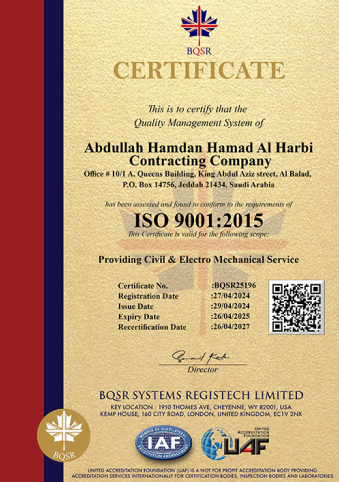 BQSR
CERTIFICATE
This is to certify that the
Quality Management System of
Abdullah Hamdan Hamad Al Harbi
Contracting Company
Office # 10/1 A, Queens Building, King Abdul Aziz street, Al Balad,
P.O. Box 14756, Jeddah 21434, Saudi Arabia
has been assessed and found to conform to the requirements of
ISO 9001:2015
This Certificate is valid for the following scope:
Providing Civil & Electro Mechanical Service
Certificate No. :BQSR25196
Registration Date :27/04/2024
Issue Date :29/04/2024
Expiry Date :26/04/2025
Recertification Date :26/04/2027
Director
BQSR SYSTEMS REGISTECH LIMITED
KEY LOCATION : 1910 THOMES AVE, CHEYENNE, WY 82001, USA
KEMP HOUSE, 160 CITY ROAD, LONDON, UNITED KINGDOM, EC1V 2NX
BQSR
IAF
UAF
UNITED
ACCREDITATION
FOUNDATION
UNITED ACCREDITATION FOUNDATION (UAF) IS A NOT FOR PROFIT ACCREDITATION BODY PROVIDING
ACCREDITATION SERVICES INTERNATIONALLY FOR CERTIFICATION BODIES, INSPECTION BODIES AND LABORATORIES.